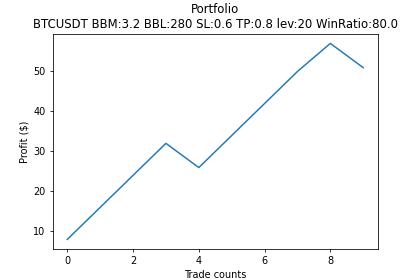 Portfolio
BTCUSDT BBM:3.2 BBL:280 SL:0.6 TP:0.8 lev:20 WinRatio:80.0
Profit ($)
50
40
30
20
10
0
2
4
6
8
Trade counts